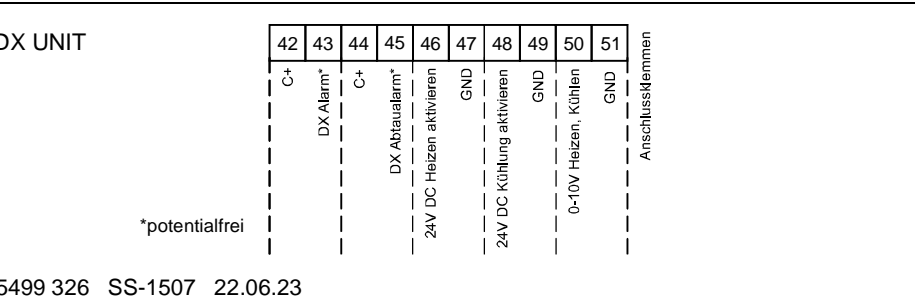 DX UNIT
42 43 44 45 46 47 48 49 50 51
C+
DX Alarm*
C+
DX Abtaualarm*
24V DC Heizen aktivieren
GND
24V DC Kühlung aktivieren
GND
0-10V Heizen, Kühlen
GND
Anschlussklemmen
*potentialfrei
5499 326 SS-1507 22.06.23